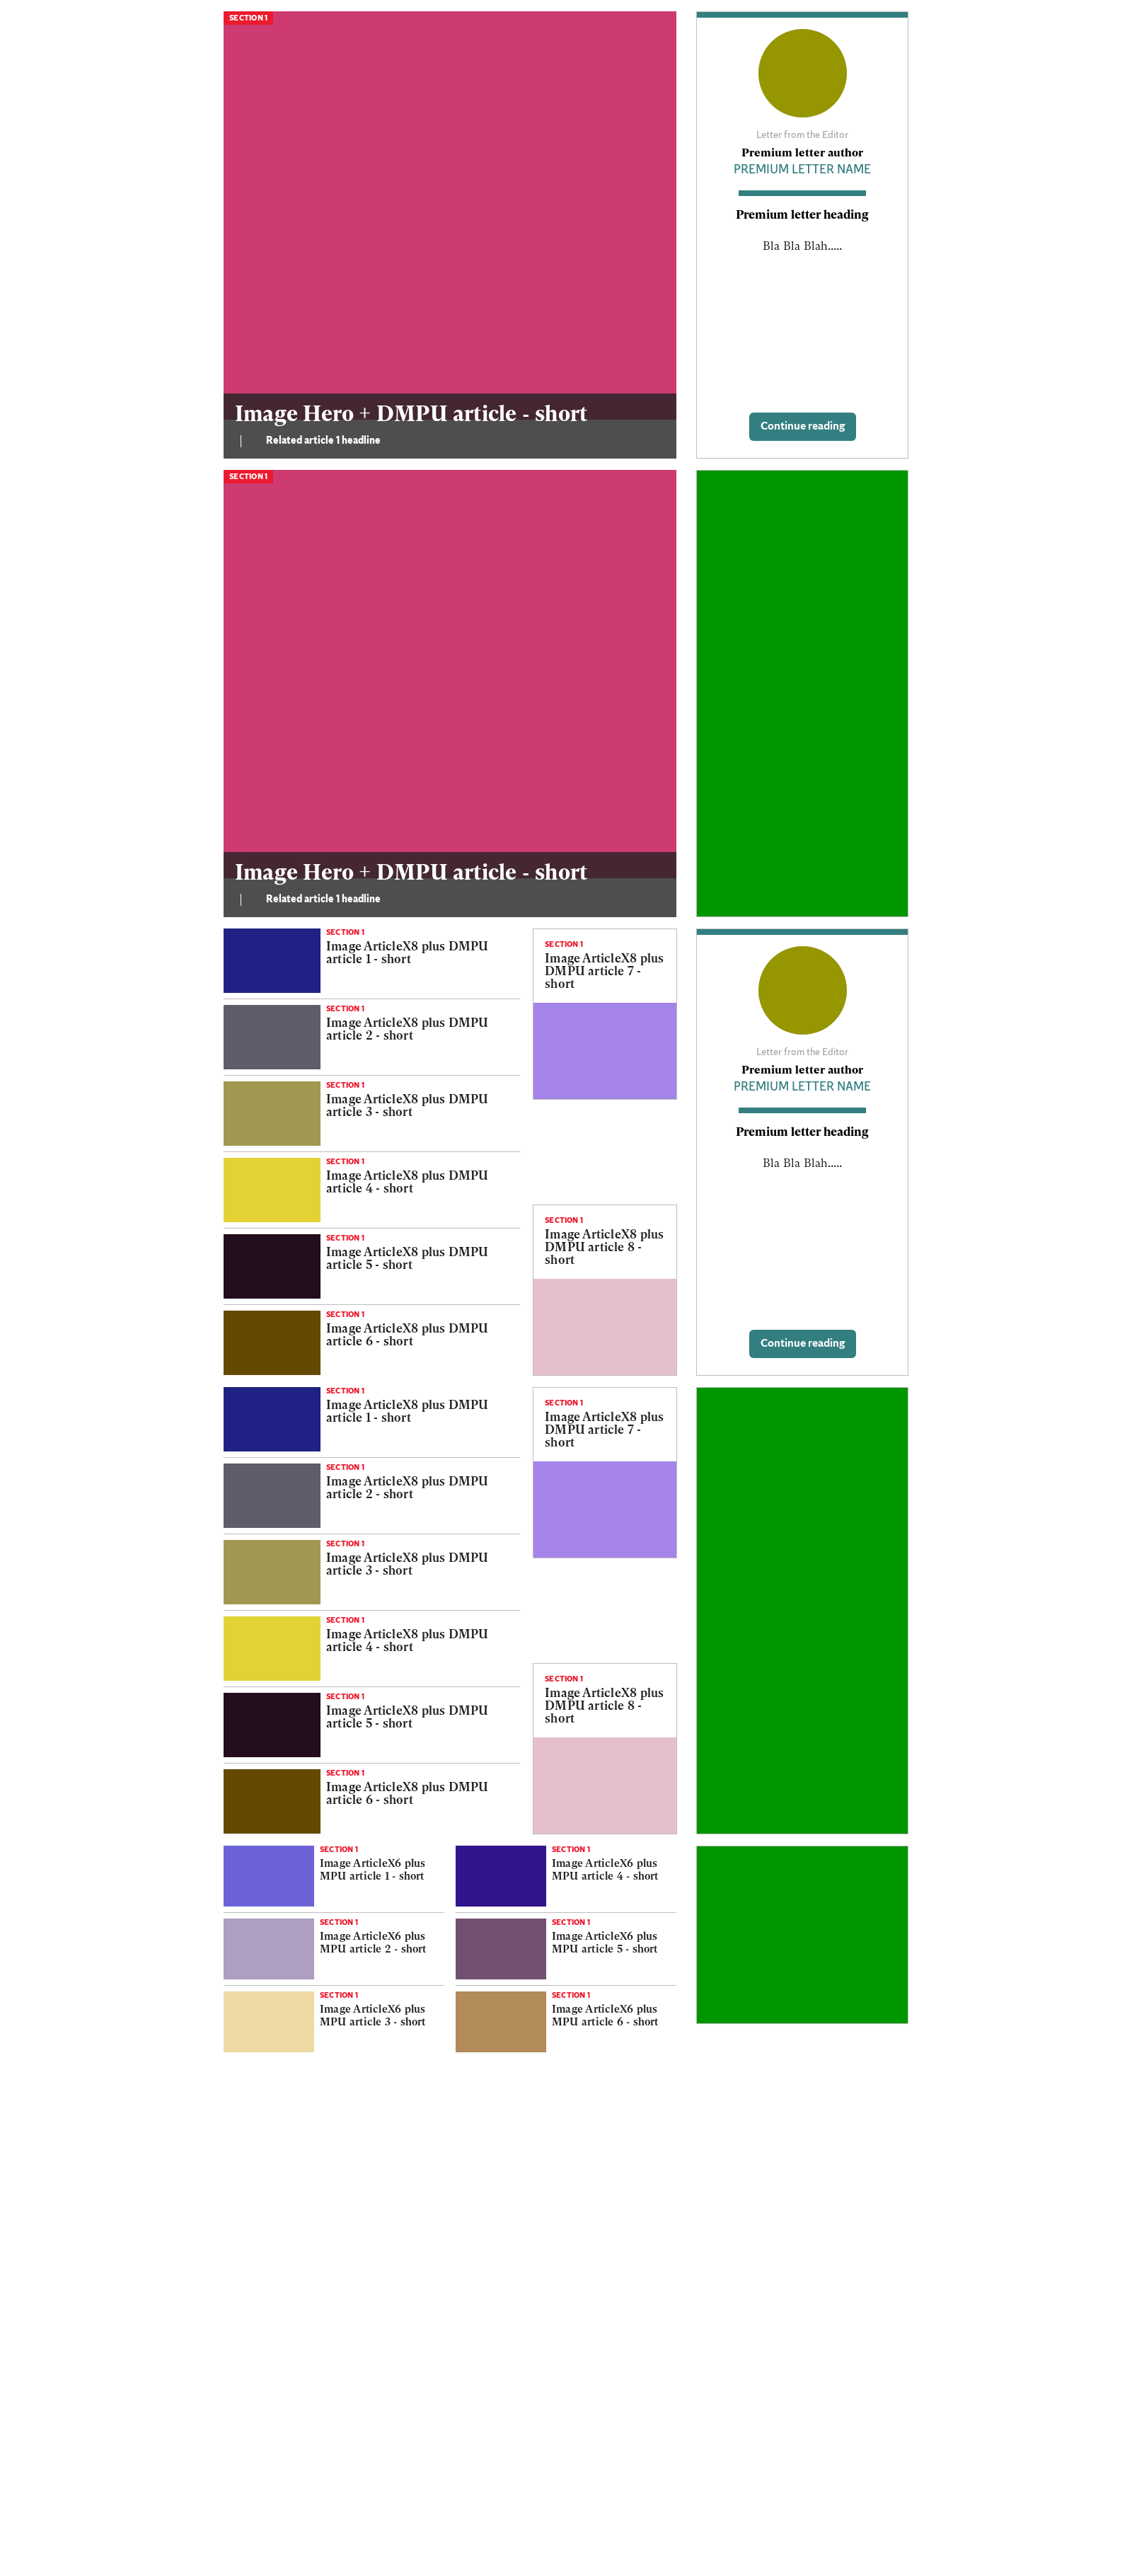 SECTION 1
Image Hero + DMPU article - short
Related article 1 headline
Letter from the Editor
Premium letter author
PREMIUM LETTER NAME
Premium letter heading
Bla Bla Blah.....
Continue reading
SECTION 1
Image Hero + DMPU article - short
Related article 1 headline
SECTION 1
Image ArticleX8 plus DMPU
article 1 - short
SECTION 1
Image ArticleX8 plus DMPU
article 2 - short
SECTION 1
Image ArticleX8 plus DMPU
article 3 - short
SECTION 1
Image ArticleX8 plus DMPU
article 4 - short
SECTION 1
Image ArticleX8 plus DMPU
article 5 - short
SECTION 1
Image ArticleX8 plus DMPU
article 6 - short
SECTION 1
Image ArticleX8 plus
DMPU article 7 -
short
SECTION 1
Image ArticleX8 plus
DMPU article 8 -
short
Letter from the Editor
Premium letter author
PREMIUM LETTER NAME
Premium letter heading
Bla Bla Blah.....
Continue reading
SECTION 1
Image ArticleX8 plus DMPU
article 1 - short
SECTION 1
Image ArticleX8 plus DMPU
article 2 - short
SECTION 1
Image ArticleX8 plus DMPU
article 3 - short
SECTION 1
Image ArticleX8 plus DMPU
article 4 - short
SECTION 1
Image ArticleX8 plus DMPU
article 5 - short
SECTION 1
Image ArticleX8 plus DMPU
article 6 - short
SECTION 1
Image ArticleX8 plus
DMPU article 7 -
short
SECTION 1
Image ArticleX8 plus
DMPU article 8 -
short
SECTION 1
Image ArticleX6 plus
MPU article 1 - short
SECTION 1
Image ArticleX6 plus
MPU article 2 - short
SECTION 1
Image ArticleX6 plus
MPU article 3 - short
SECTION 1
Image ArticleX6 plus
MPU article 4 - short
SECTION 1
Image ArticleX6 plus
MPU article 5 - short
SECTION 1
Image ArticleX6 plus
MPU article 6 - short